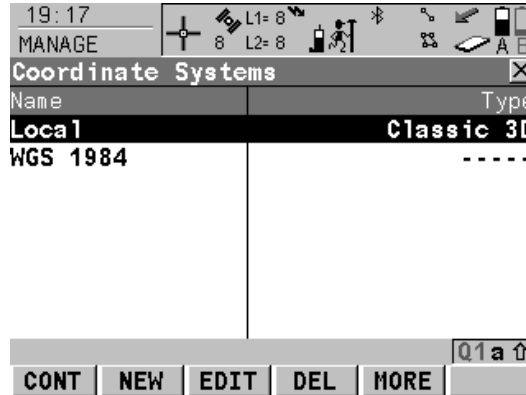 19:17
MANAGE
8 L1= 8
L2= 8
A B
Coordinate Systems
Name Type
Local Classic 3D
WGS 1984 -----
Q1 a
CONT NEW EDIT DEL MORE